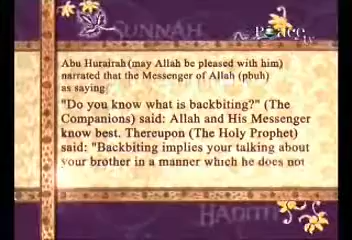 SUNNAH
Peace tv
Abu Hurairah(may Allah be pleased with him)
narrated that the Messenger of Allah (pbuh)
as saying
"Do you know what is backbiting?" (The
Companions) said: Allah and His Messenger
know best. Thereupon (The Holy Prophet)
said: "Backbiting implies your talking about
your brother in a manner which he does not
HADITH